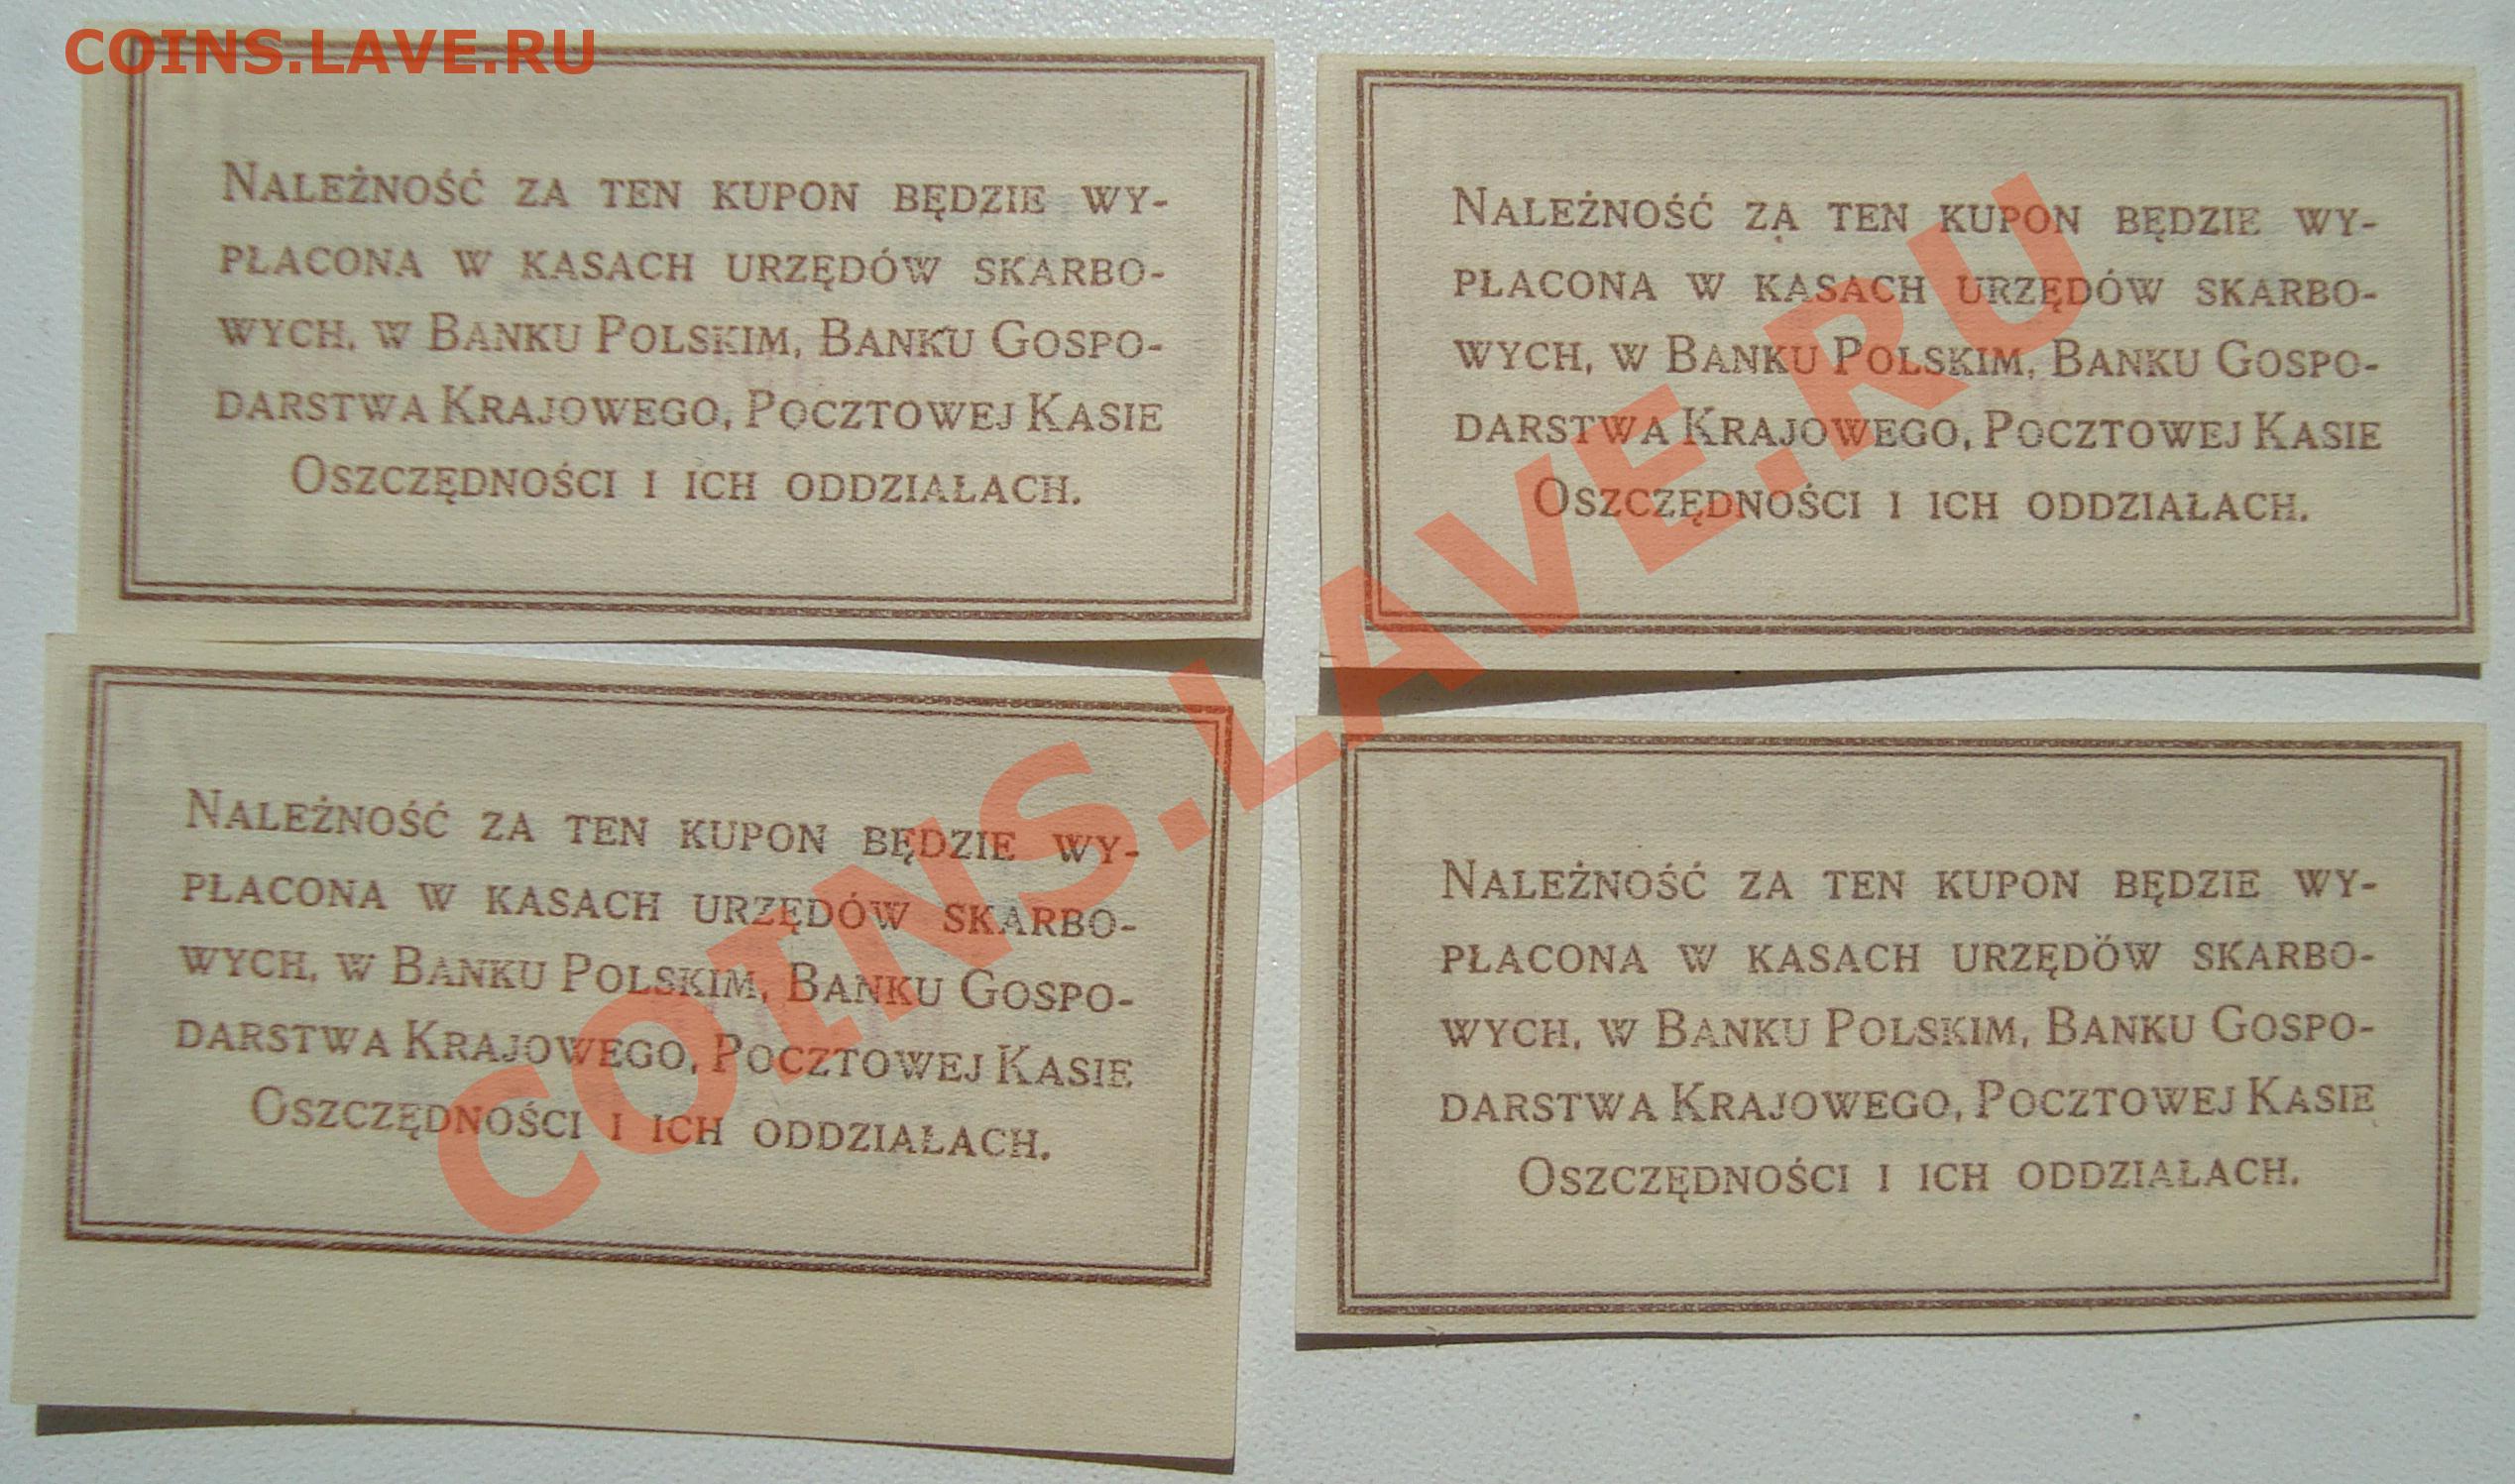 COINS.LAVE.RU
NALEŻNOŚĆ ZA TEN KUPON BĘDZIE WY-
PŁACONA W KASACH URZĘDÓW SKARBO-
WYCH, W BANKU POLSKIM, BANKU GOSPO-
DARSTWA KRAJOWEGO, POCZTOWEJ KASIE
OSZCZĘDNOŚCI I ICH ODDZIAŁACH.
NALEŻNOŚĆ ZA TEN KUPON BĘDZIE WY-
PŁACONA W KASACH URZĘDÓW SKARBO-
WYCH, W BANKU POLSKIM, BANKU GOSPO-
DARSTWA KRAJOWEGO, POCZTOWEJ KASIE
OSZCZĘDNOŚCI I ICH ODDZIAŁACH.
NALEŻNOŚĆ ZA TEN KUPON BĘDZIE WY-
PŁACONA W KASACH URZĘDÓW SKARBO-
WYCH, W BANKU POLSKIM, BANKU GOSPO-
DARSTWA KRAJOWEGO, POCZTOWEJ KASIE
OSZCZĘDNOŚCI I ICH ODDZIAŁACH.
NALEŻNOŚĆ ZA TEN KUPON BĘDZIE WY-
PŁACONA W KASACH URZĘDÓW SKARBO-
WYCH, W BANKU POLSKIM, BANKU GOSPO-
DARSTWA KRAJOWEGO, POCZTOWEJ KASIE
OSZCZĘDNOŚCI I ICH ODDZIAŁACH.
COINS.LAVE.RU